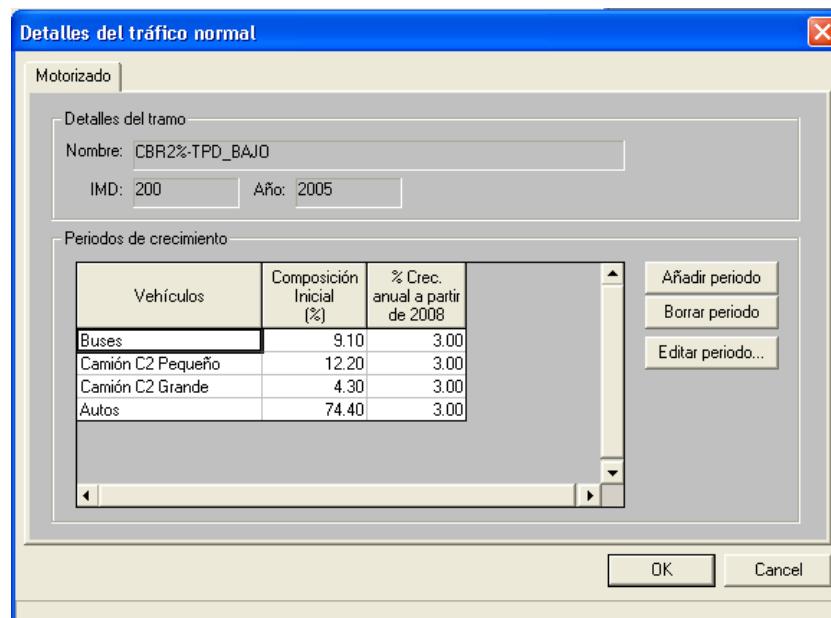 Detalles del tráfico normal
Motorizado
Detalles del tramo
Nombre: CBR2%-TPD_BAJO
IMD: 200 Año: 2005
Periodos de crecimiento
Vehículos Composición Inicial (%) % Crec. anual a partir de 2008
Buses 9.10 3.00
Camión C2 Pequeño 12.20 3.00
Camión C2 Grande 4.30 3.00
Autos 74.40 3.00
Añadir periodo
Borrar periodo
Editar periodo...
OK Cancel